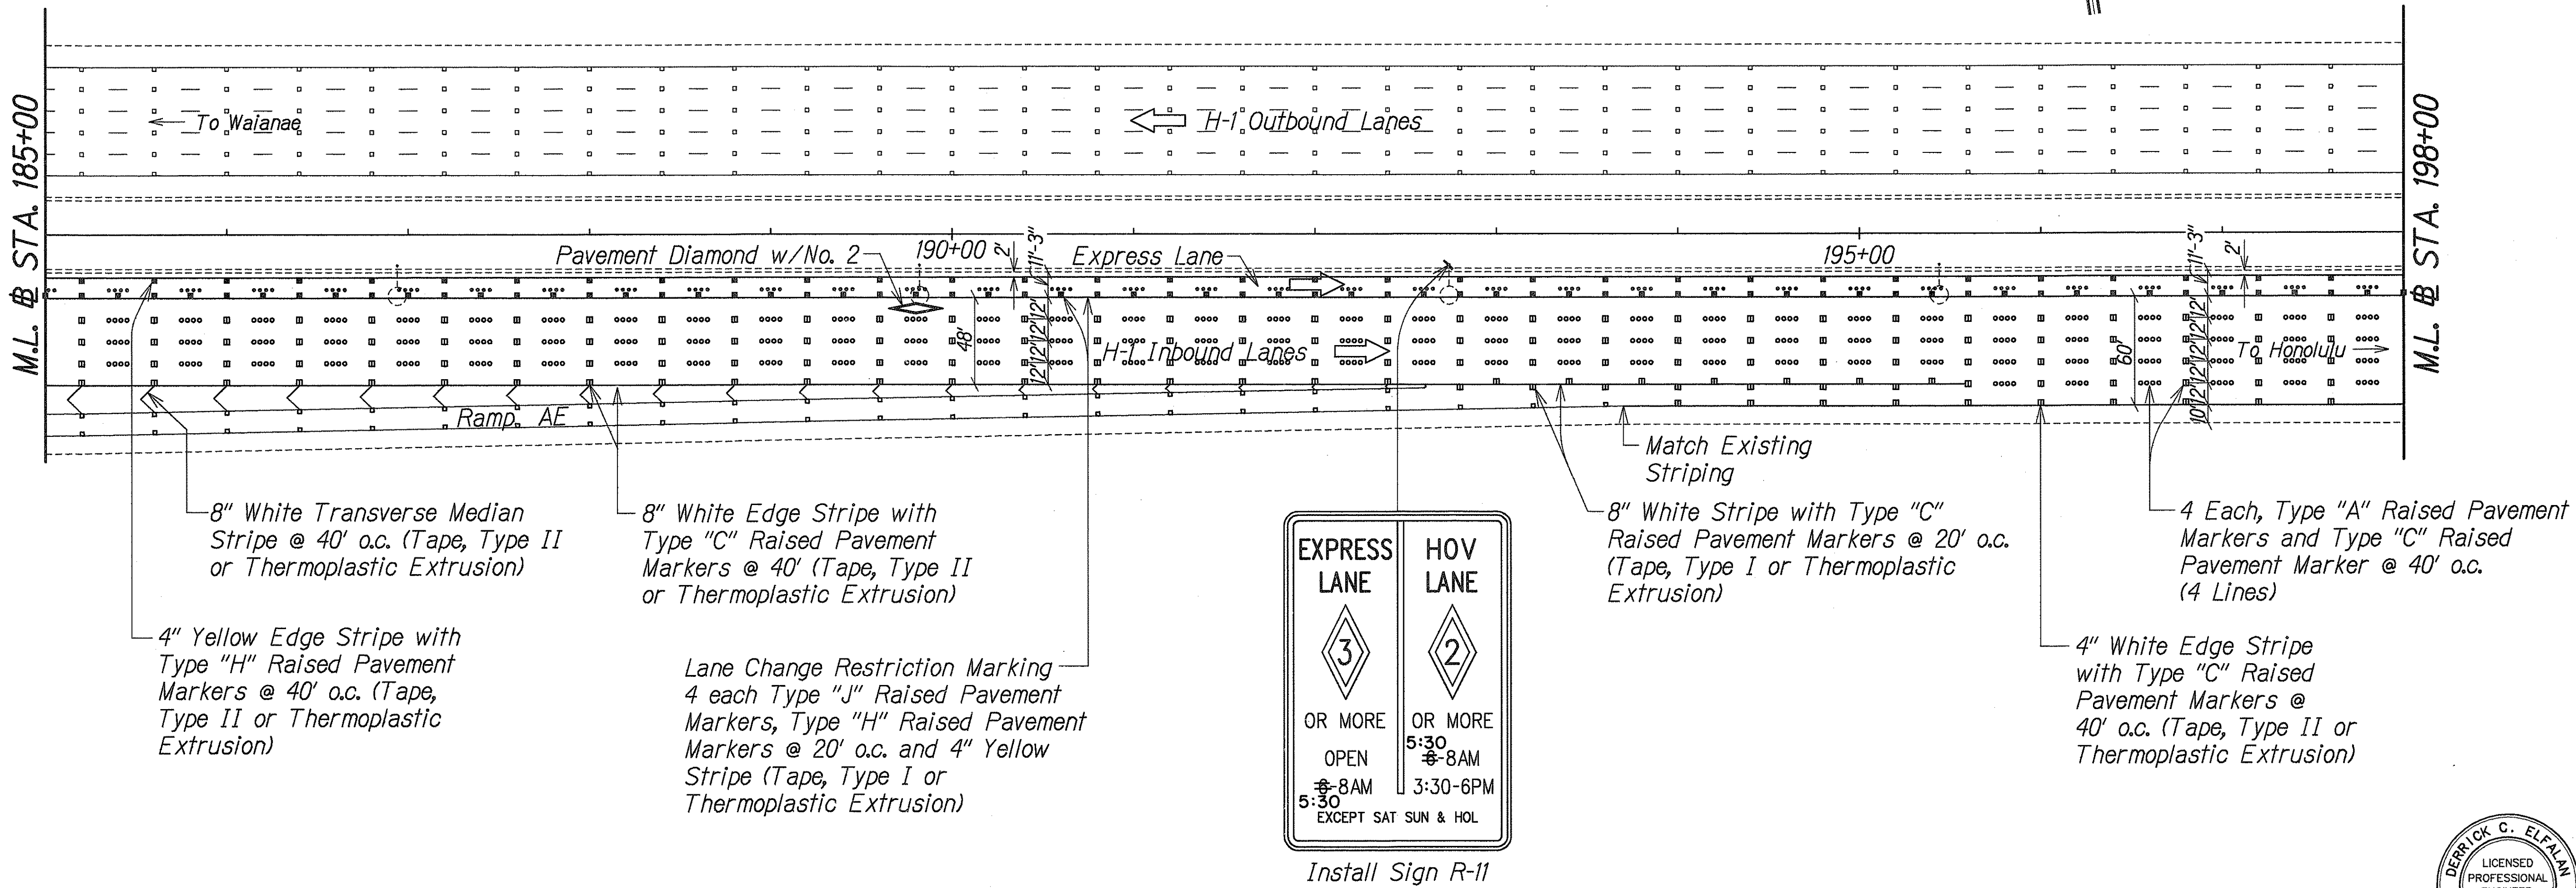 M.L. ⅊ STA. 185+00
← To Waianae
H-1 Outbound Lanes
M.L. ⅊ STA. 198+00
Pavement Diamond w/No. 2
190+00
2'
11'-3"
Express Lane
195+00
2'
11'-3"
48'
12'12'12'12'
H-1 Inbound Lanes
60'
10'12'12'12'12'12'
To Honolulu →
Ramp AE
Match Existing
Striping
8" White Transverse Median
Stripe @ 40' o.c. (Tape, Type II
or Thermoplastic Extrusion)
8" White Edge Stripe with
Type "C" Raised Pavement
Markers @ 40' (Tape, Type II
or Thermoplastic Extrusion)
8" White Stripe with Type "C"
Raised Pavement Markers @ 20' o.c.
(Tape, Type I or Thermoplastic
Extrusion)
4 Each, Type "A" Raised Pavement
Markers and Type "C" Raised
Pavement Marker @ 40' o.c.
(4 Lines)
4" Yellow Edge Stripe with
Type "H" Raised Pavement
Markers @ 40' o.c. (Tape,
Type II or Thermoplastic
Extrusion)
Lane Change Restriction Marking
4 each Type "J" Raised Pavement
Markers, Type "H" Raised Pavement
Markers @ 20' o.c. and 4" Yellow
Stripe (Tape, Type I or
Thermoplastic Extrusion)
4" White Edge Stripe
with Type "C" Raised
Pavement Markers @
40' o.c. (Tape, Type II or
Thermoplastic Extrusion)
EXPRESS
LANE
3
OR MORE
OPEN
6-8AM
5:30
HOV
LANE
2
OR MORE
5:30
6-8AM
3:30-6PM
EXCEPT SAT SUN & HOL
Install Sign R-11
DERRICK C. ELFALAN
LICENSED
PROFESSIONAL